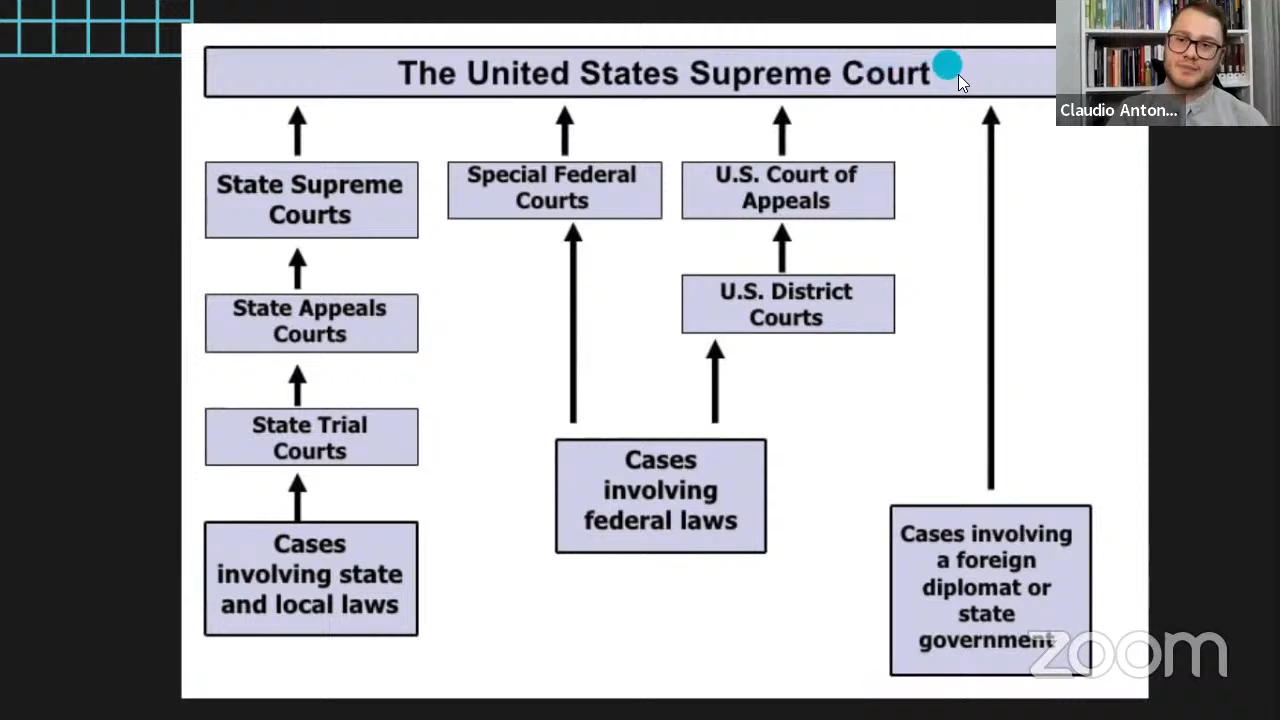 The United States Supreme Court
Claudio Anton...
State Supreme
Courts
Special Federal
Courts
U.S. Court of
Appeals
State Appeals
Courts
U.S. District
Courts
State Trial
Courts
Cases
involving
federal laws
Cases
involving state
and local laws
Cases involving
a foreign
diplomat or
state
government
zoom